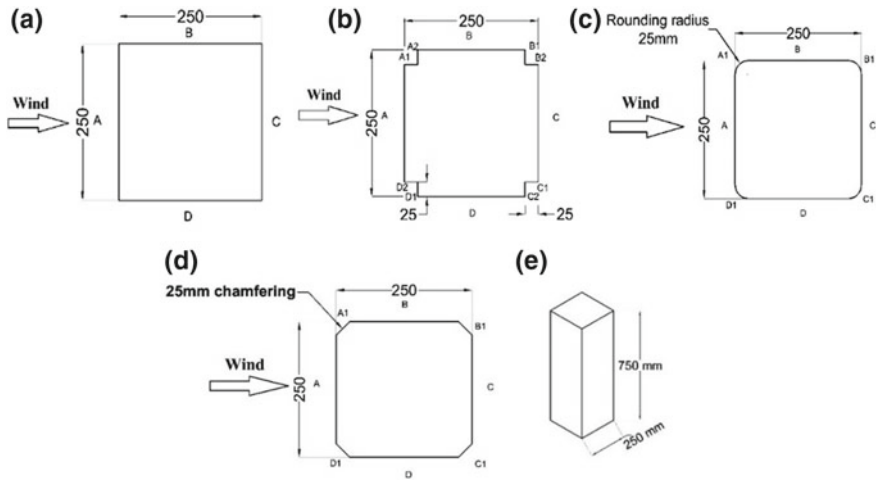 (a)
250
B
Wind
250
A
C
D
(b)
250
B
A2
B1
A1
B2
Wind
250
A
C
D2
C1
D1
C2
25
D
25
(c)
Rounding radius
25mm
250
A1
B
B1
Wind
250
A
C
D1
D
C1
(d)
25mm chamfering
250
B
A1
B1
Wind
250
A
C
D1
D
C1
(e)
750 mm
250 mm